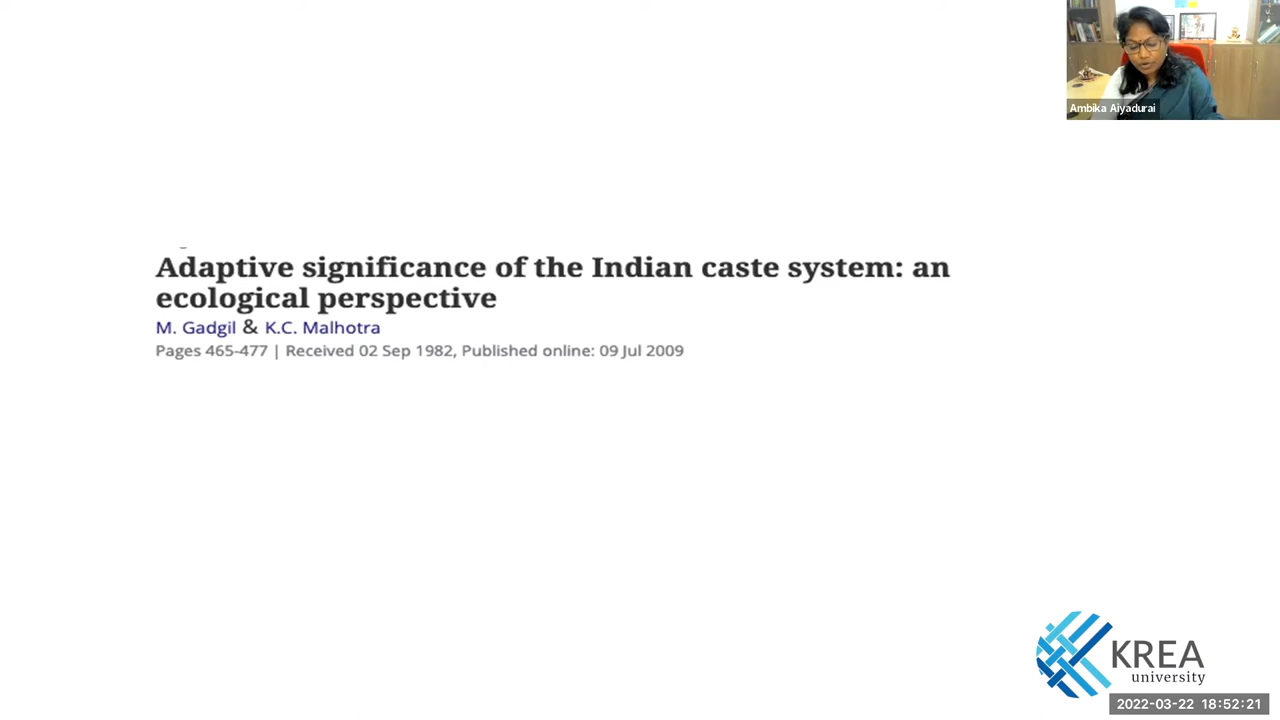 Ambika Aiyadurai
Adaptive significance of the Indian caste system: an
ecological perspective
M. Gadgil & K.C. Malhotra
Pages 465-477 | Received 02 Sep 1982, Published online: 09 Jul 2009
KREA
university
2022-03-22 18:52:21